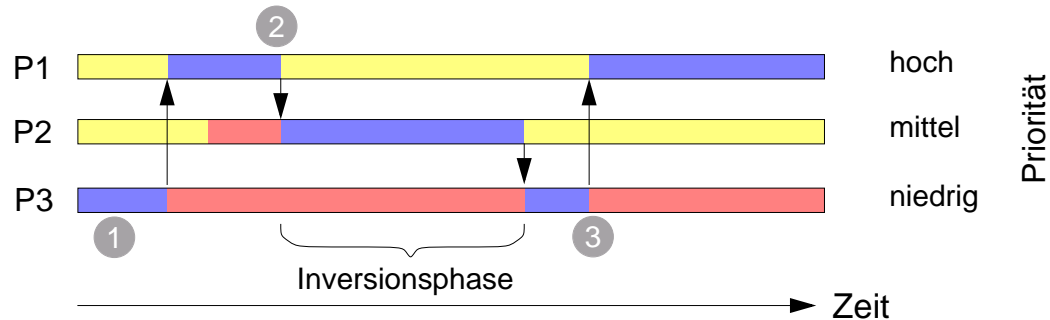 2
P1
hoch
P2
mittel
P3
niedrig
Priorität
1
3
Inversionsphase
Zeit